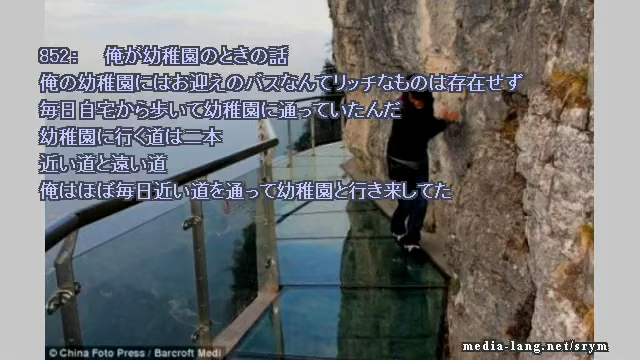 852:　俺が幼稚園のときの話
俺の幼稚園にはお迎えのバスなんてリッチなものは存在せず
毎日自宅から歩いて幼稚園に通っていたんだ
幼稚園に行く道は二本
近い道と遠い道
俺はほぼ毎日近い道を通って幼稚園と行き来してた
© China Foto Press / Barcroft Medi
media-lang.net/srym